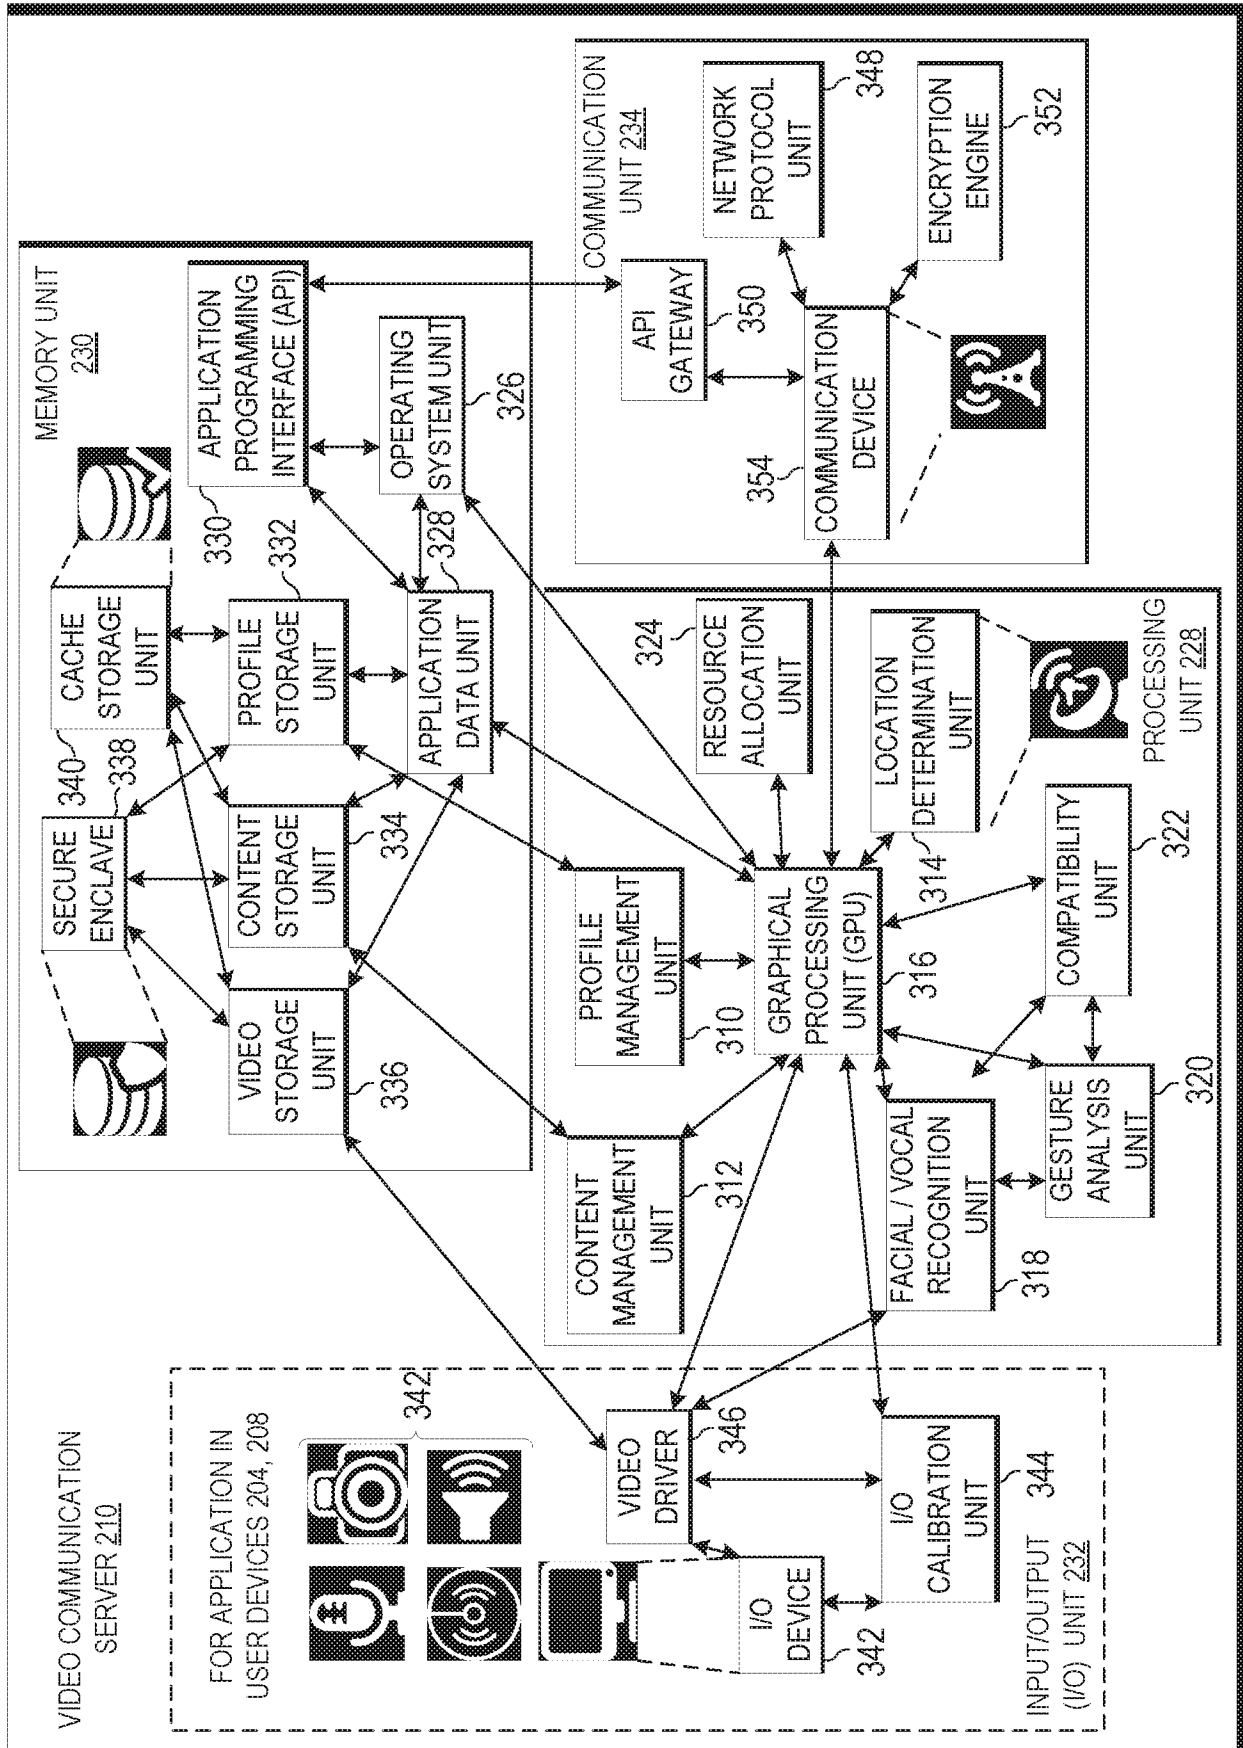 VIDEO COMMUNICATION
SERVER 210
FOR APPLICATION IN
USER DEVICES 204, 208
342
I/O
DEVICE
342
VIDEO
DRIVER
346
I/O
CALIBRATION
UNIT
344
INPUT/OUTPUT
(I/O) UNIT 232
MEMORY UNIT
230
SECURE
ENCLAVE
338
CACHE
STORAGE
UNIT
340
VIDEO
STORAGE
UNIT
336
CONTENT
STORAGE
UNIT
334
PROFILE
STORAGE
UNIT
332
APPLICATION
PROGRAMMING
INTERFACE (API)
330
APPLICATION
DATA UNIT
328
OPERATING
SYSTEM UNIT
326
CONTENT
MANAGEMENT
UNIT
312
PROFILE
MANAGEMENT
UNIT
310
GRAPHICAL
PROCESSING
UNIT (GPU)
316
RESOURCE
ALLOCATION
UNIT
324
LOCATION
DETERMINATION
UNIT
314
FACIAL / VOCAL
RECOGNITION
UNIT
318
GESTURE
ANALYSIS
UNIT
320
COMPATIBILITY
UNIT
322
PROCESSING
UNIT 228
COMMUNICATION
UNIT 234
API
GATEWAY
350
NETWORK
PROTOCOL
UNIT
348
COMMUNICATION
DEVICE
354
ENCRYPTION
ENGINE
352